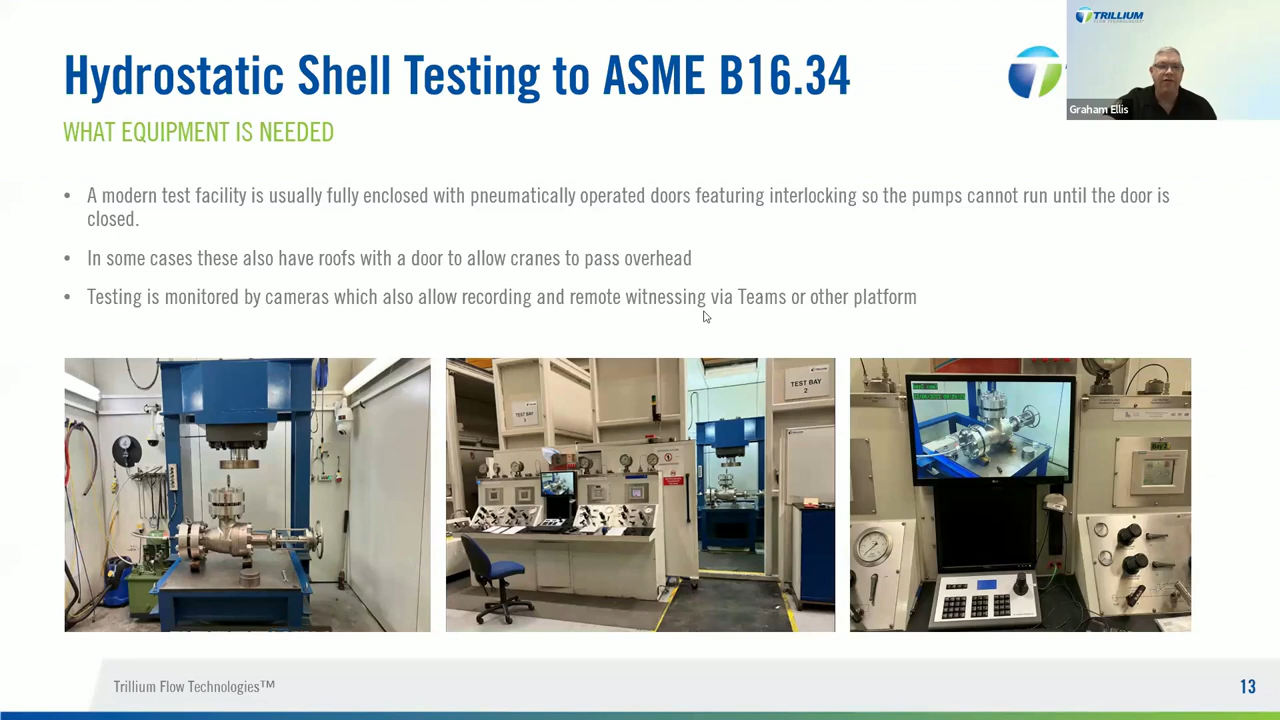 TRILLIUM
FLOW TECHNOLOGIES
Graham Ellis
Hydrostatic Shell Testing to ASME B16.34
WHAT EQUIPMENT IS NEEDED
• A modern test facility is usually fully enclosed with pneumatically operated doors featuring interlocking so the pumps cannot run until the door is
closed.
• In some cases these also have roofs with a door to allow cranes to pass overhead
• Testing is monitored by cameras which also allow recording and remote witnessing via Teams or other platform
TEST BAY
TRILLIUM
TEST BAY
2
Trillium Flow Technologies™
13